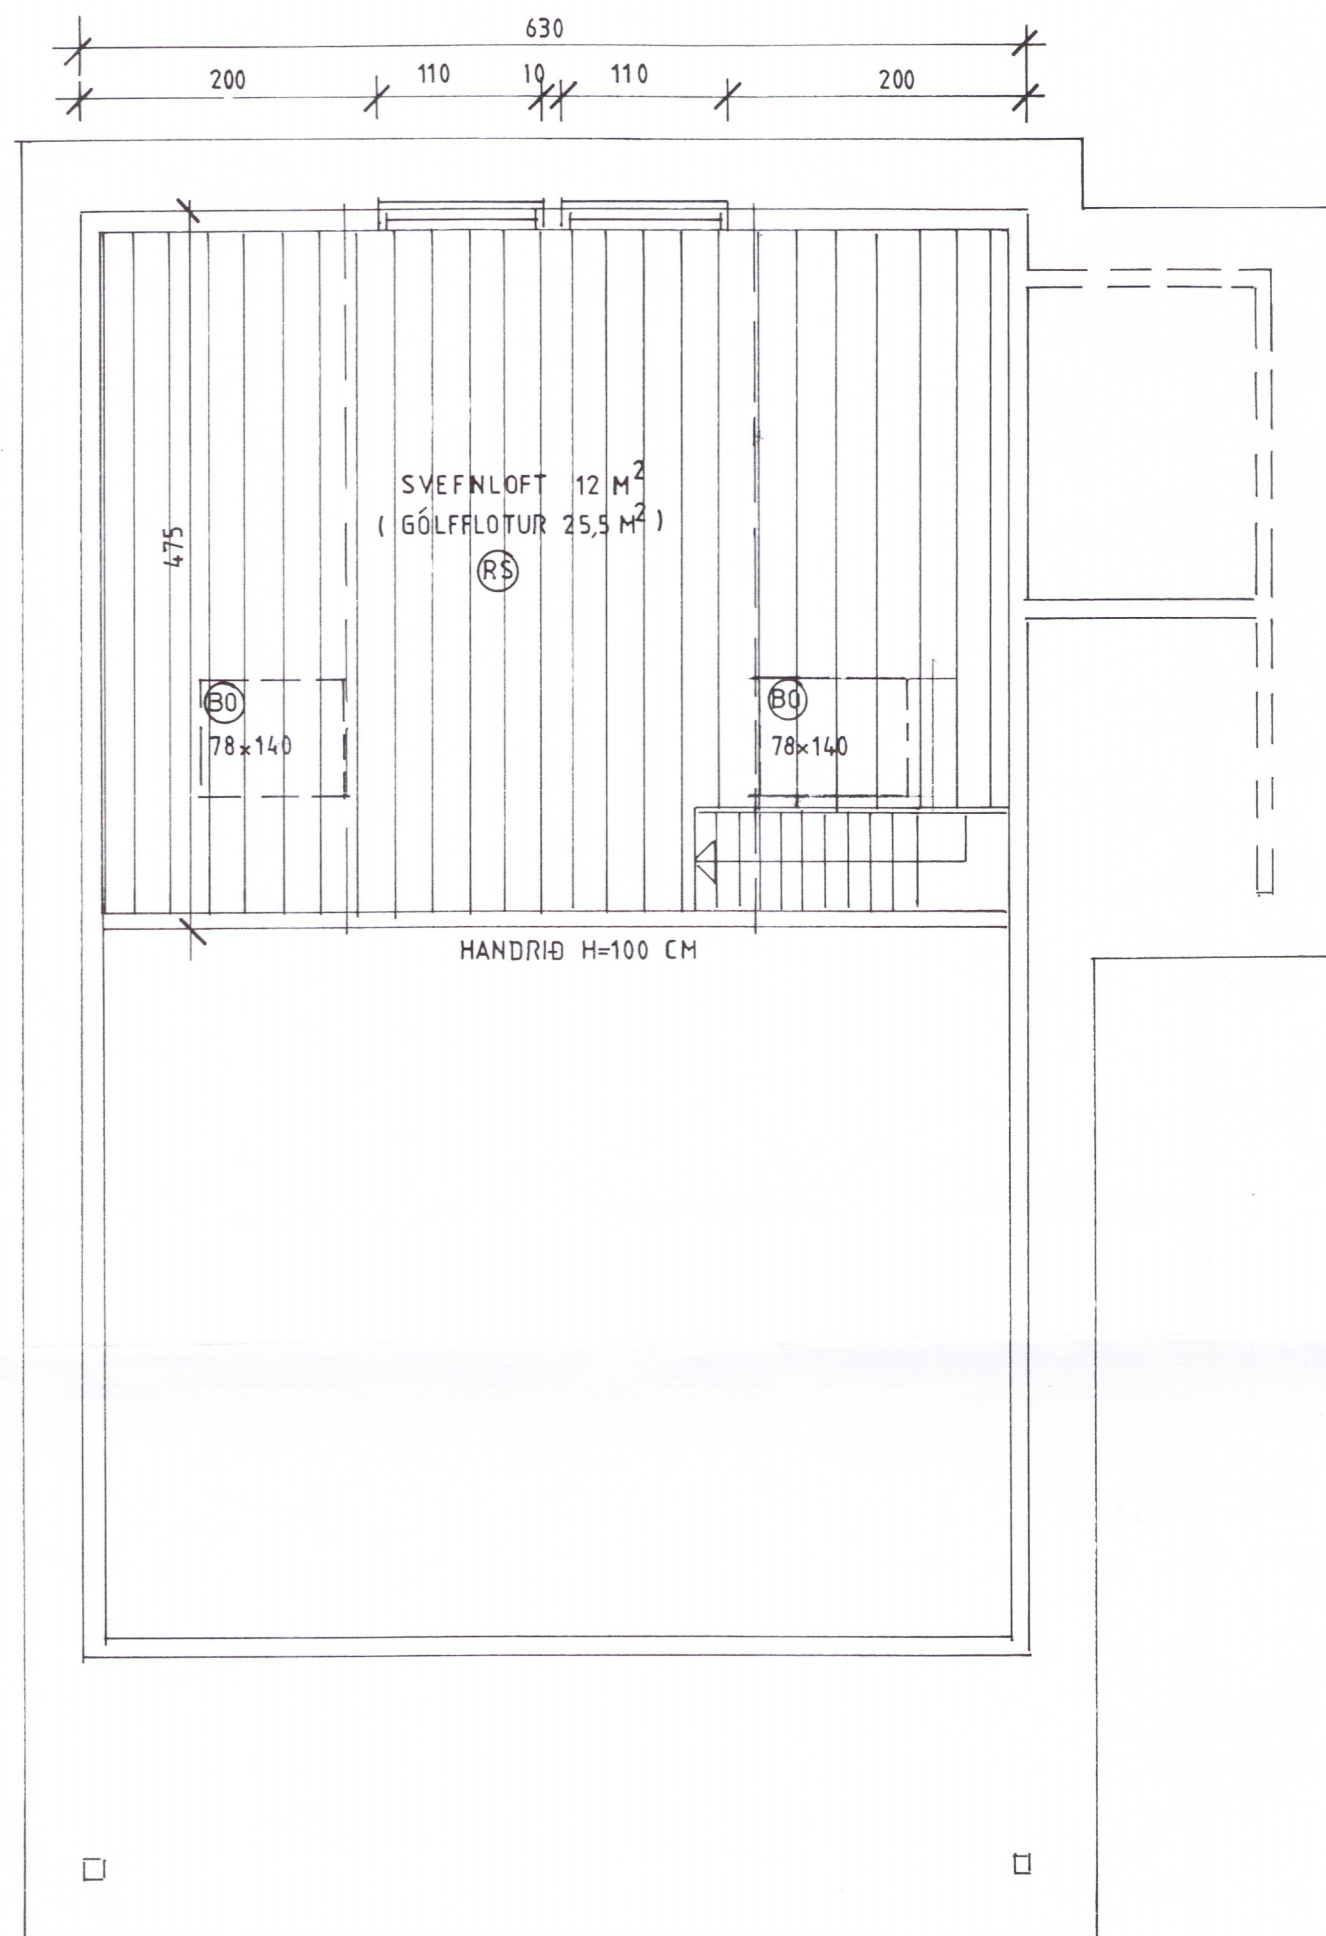 630
200 110 10 110 200
SVEFNLOFT 12 M²
( GÓLFFLÖTUR 25,5 M² )
RS
475
BO BO
78×140 78×140
HANDRIÐ H=100 CM